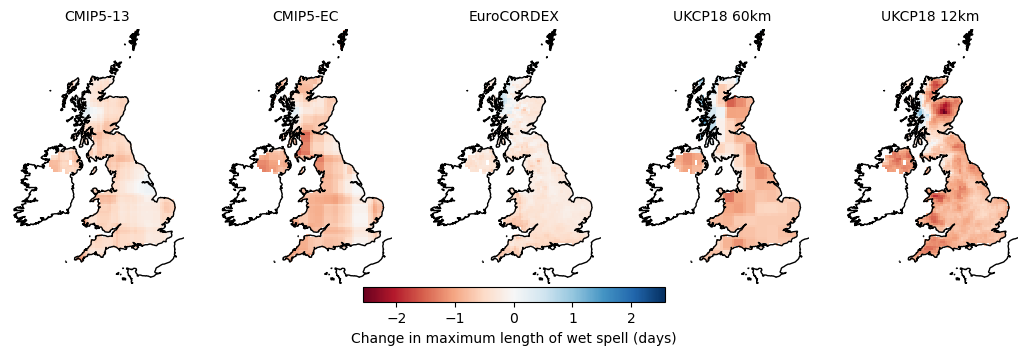 CMIP5-13 CMIP5-EC EuroCORDEX UKCP18 60km UKCP18 12km
−2 −1 0 1 2
Change in maximum length of wet spell (days)